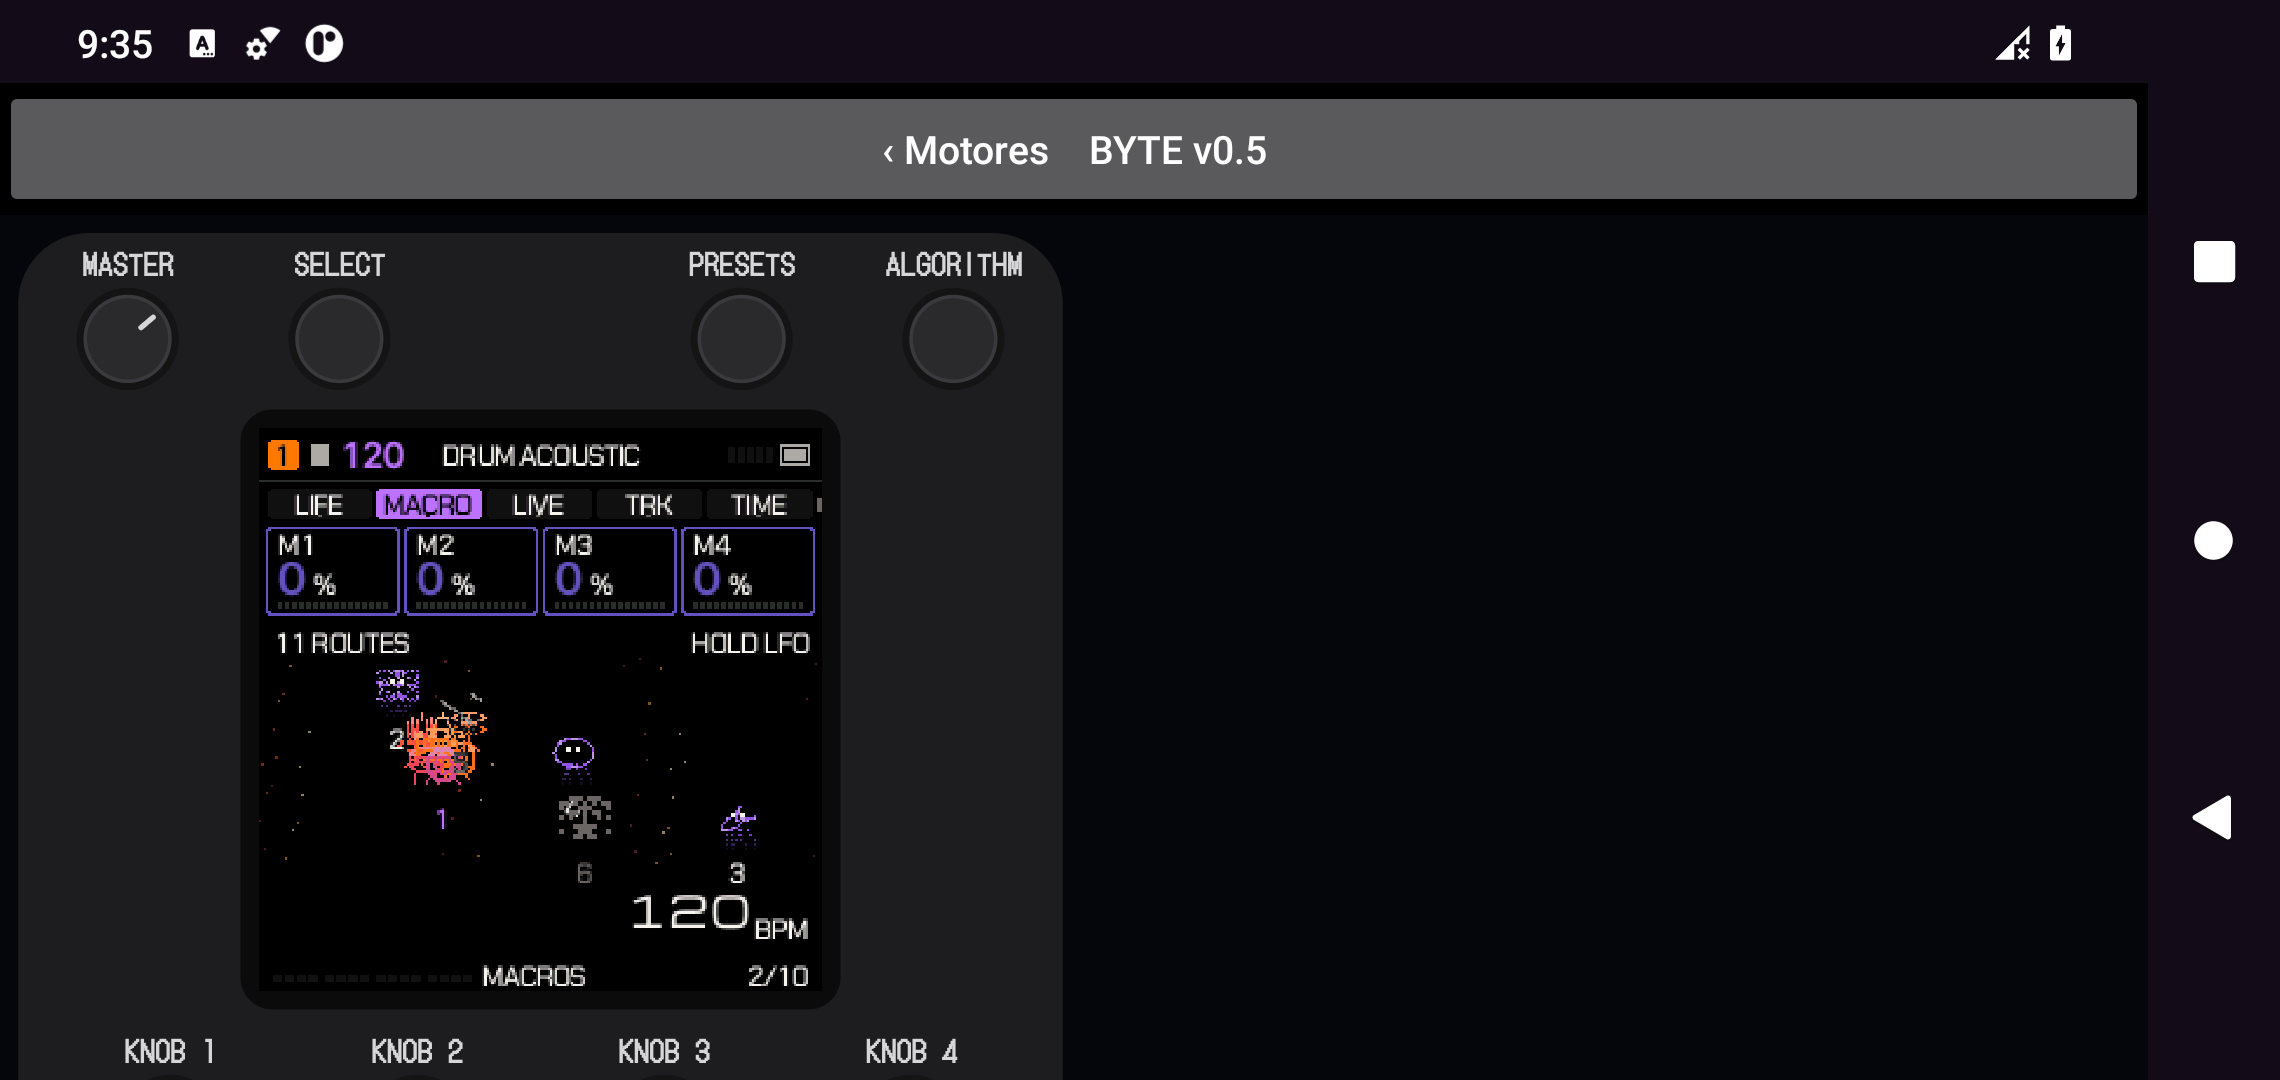 9:35
‹ Motores BYTE v0.5
MASTER SELECT PRESETS ALGORITHM
1 120 DRUM ACOUSTIC
LIFE MACRO LIVE TRK TIME
M1 M2 M3 M4
0 % 0 % 0 % 0 %
11 ROUTES HOLD LFO
2
1
6 3
120 BPM
MACROS 2/10
KNOB 1 KNOB 2 KNOB 3 KNOB 4